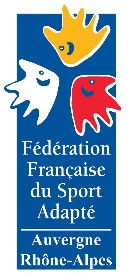 Fédération
Française
du Sport
Adapté
Auvergne
Rhône-Alpes